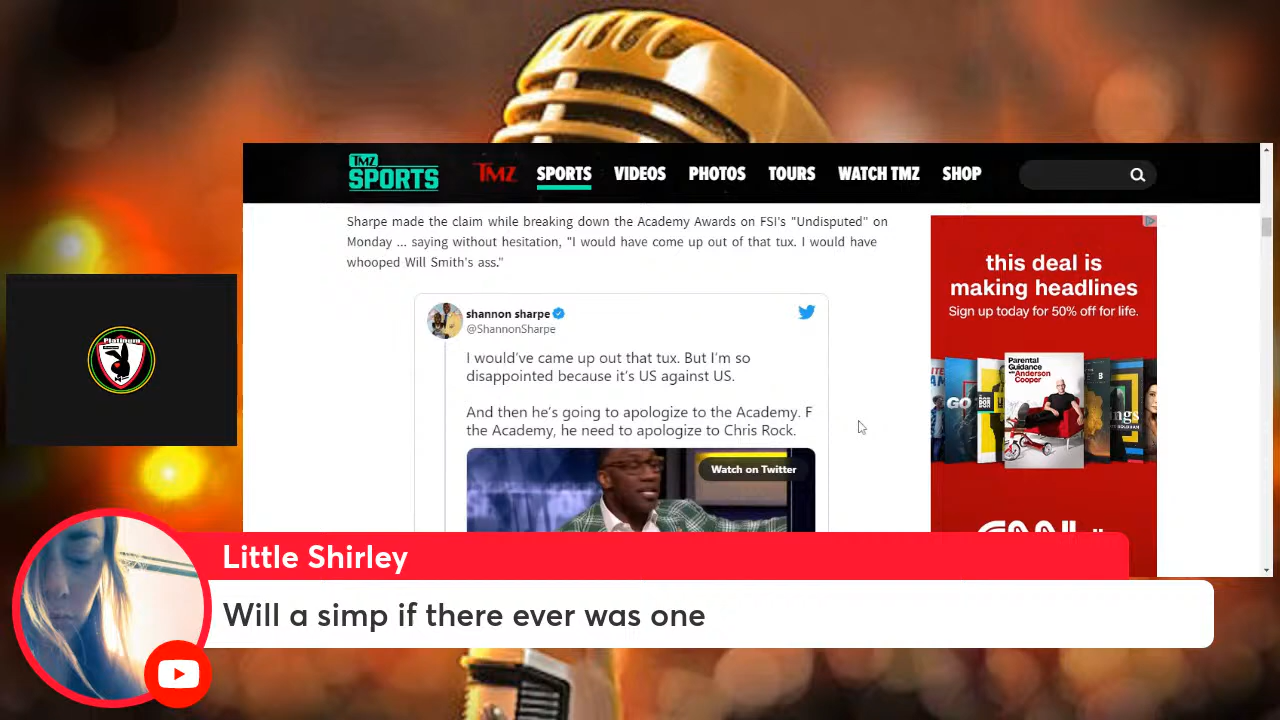 TMZ SPORTS TMZ SPORTS VIDEOS PHOTOS TOURS WATCH TMZ SHOP
Sharpe made the claim while breaking down the Academy Awards on FSI's "Undisputed" on
Monday ... saying without hesitation, "I would have come up out of that tux. I would have
whooped Will Smith's ass."
shannon sharpe
@ShannonSharpe
I would've came up out that tux. But I'm so
disappointed because it's US against US.
And then he's going to apologize to the Academy. F
the Academy, he need to apologize to Chris Rock.
Watch on Twitter
this deal is
making headlines
Sign up today for 50% off for life.
Parental
Guidance
with Anderson
Cooper
Platinum
Little Shirley
Will a simp if there ever was one